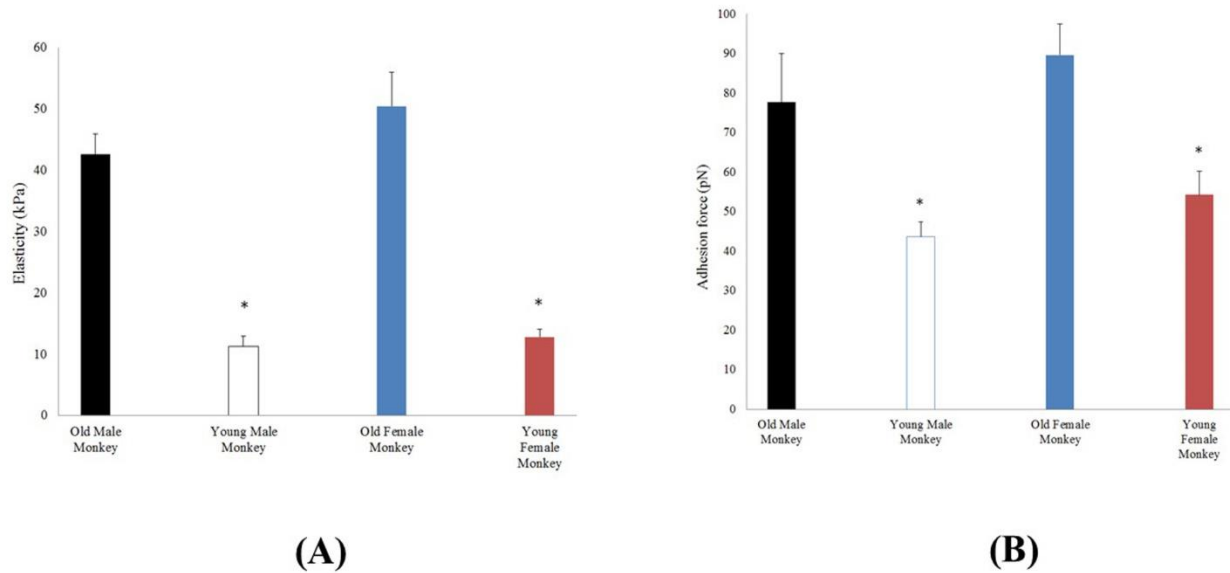 60
50
40
30
20
10
0
Elasticity (kPa)
*
*
Old Male
Monkey
Young Male
Monkey
Old Female
Monkey
Young
Female
Monkey
(A)
100
90
80
70
60
50
40
30
20
10
0
Adhesion force (pN)
*
*
Old Male
Monkey
Young Male
Monkey
Old Female
Monkey
Young
Female
Monkey
(B)